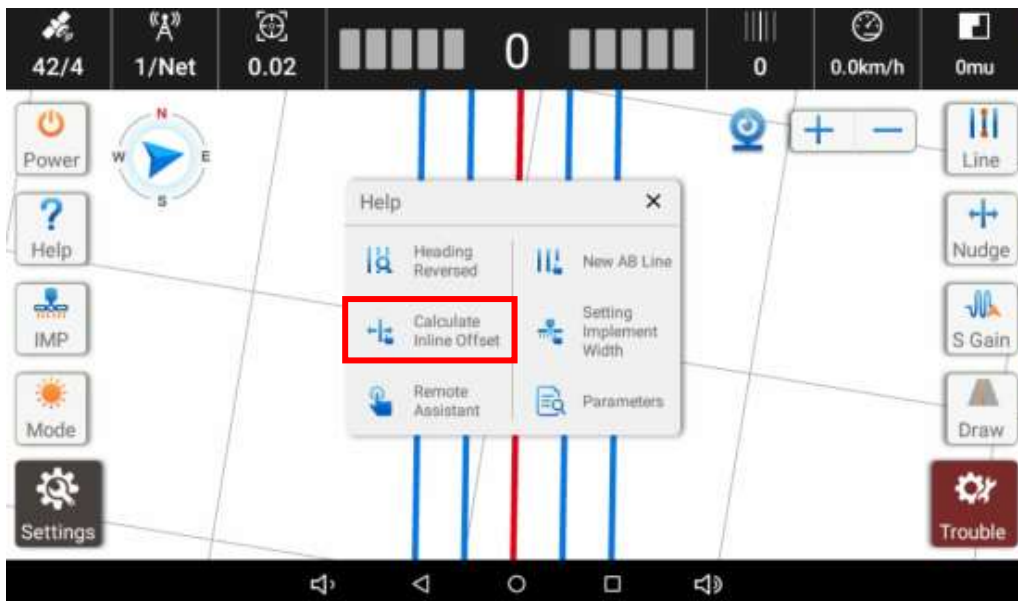 42/4
1/Net
0.02
0
0
0.0km/h
0mu
Power
N
W
E
S
Line
Help
Nudge
IMP
S Gain
Mode
Draw
Settings
Trouble
Help
Heading
Reversed
New AB Line
Calculate
Inline Offset
Setting
Implement
Width
Remote
Assistant
Parameters